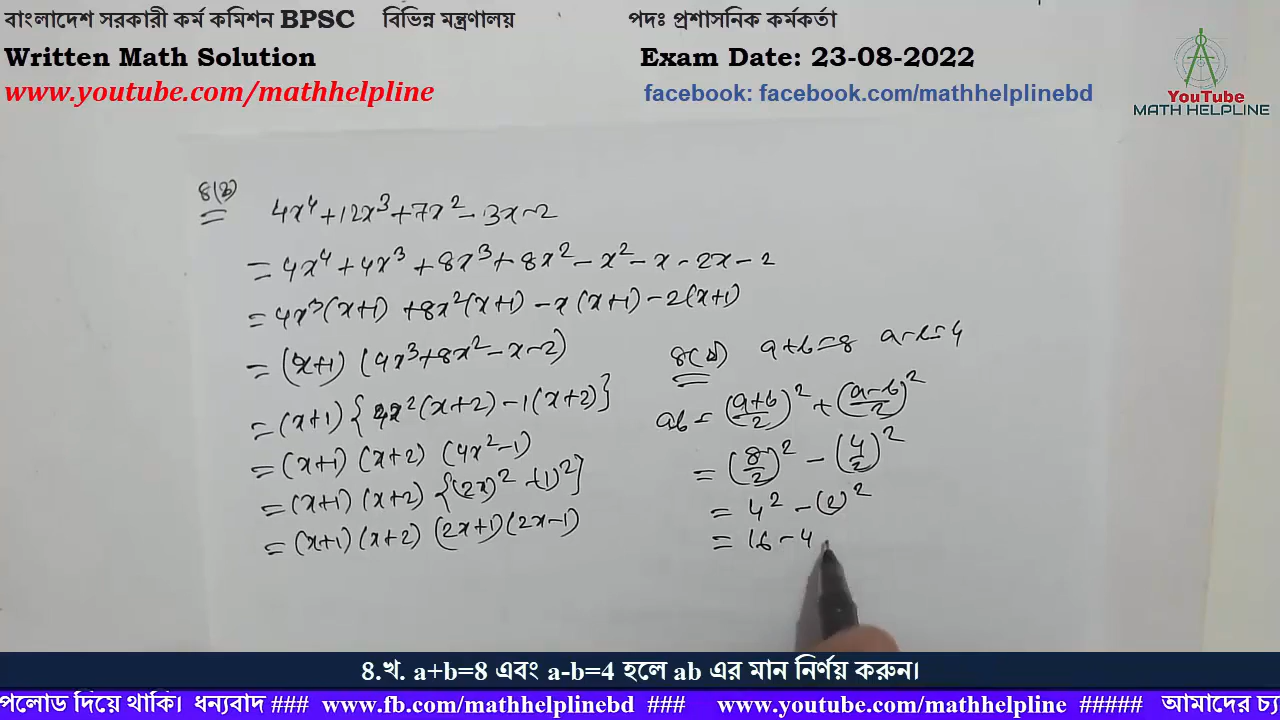 বাংলাদেশ সরকারী কর্ম কমিশন BPSC বিভিন্ন মন্ত্রণালয় পদঃ প্রশাসনিক কর্মকর্তা
Written Math Solution Exam Date: 23-08-2022
www.youtube.com/mathhelpline facebook: facebook.com/mathhelplinebd
YouTube
MATH HELPLINE
4x⁴+12x³+7x²-3x-2
=4x⁴+4x³+8x³+8x²-x²-x-2x-2
=4x³(x+1)+8x²(x+1)-x(x+1)-2(x+1)
=(x+1)(4x³+8x²-x-2)
=(x+1){4x²(x+2)-1(x+2)}
=(x+1)(x+2)(4x²-1)
=(x+1)(x+2){(2x)²-(1)²}
=(x+1)(x+2)(2x+1)(2x-1)
a+b=8 a-b=4
ab=(a+b/2)²+(a-b/2)²
=(8/2)²-(4/2)²
=4²-(2)²
=16-4
৪.খ. a+b=8 এবং a-b=4 হলে ab এর মান নির্ণয় করুন।
পলোড দিয়ে থাকি। ধন্যবাদ ### www.fb.com/mathhelplinebd ### www.youtube.com/mathhelpline ##### আমাদের চ্য